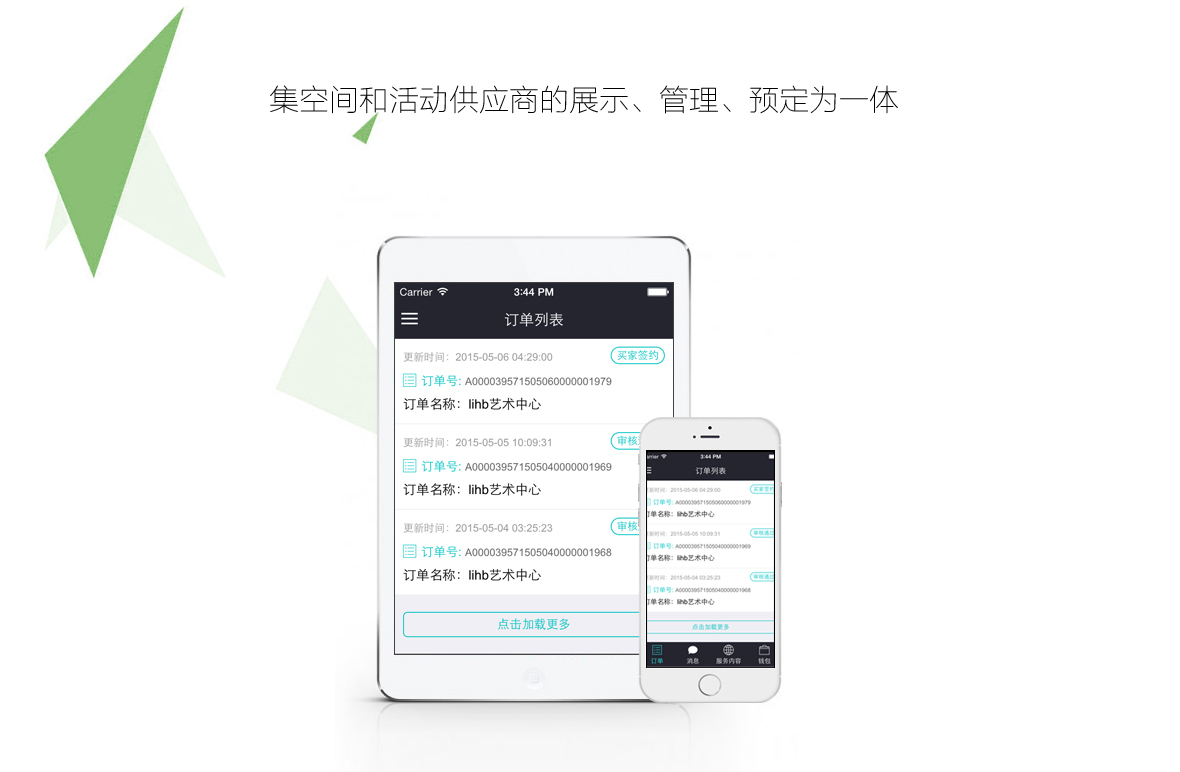 集空间和活动供应商的展示、管理、预定为一体
Carrier 3:44 PM
订单列表
更新时间：2015-05-06 04:29:00 买家签约
订单号: A000039571505060000001979
订单名称：lihb艺术中心
更新时间：2015-05-05 10:09:31 审核
订单号: A000039571505040000001969
订单名称：lihb艺术中心
更新时间：2015-05-04 03:25:23 审核
订单号: A000039571505040000001968
订单名称：lihb艺术中心
点击加载更多
arrier 3:44 PM
订单列表
更新时间：2015-05-06 04:29:00 买家签约
订单号: A000039571505060000001979
订单名称：lihb艺术中心
更新时间：2015-05-05 10:09:31 审核通过
订单号: A000039571505040000001969
订单名称：lihb艺术中心
更新时间：2015-05-04 03:25:23 审核通过
订单号: A000039571505040000001968
订单名称：lihb艺术中心
点击加载更多
订单 消息 服务内容 钱包